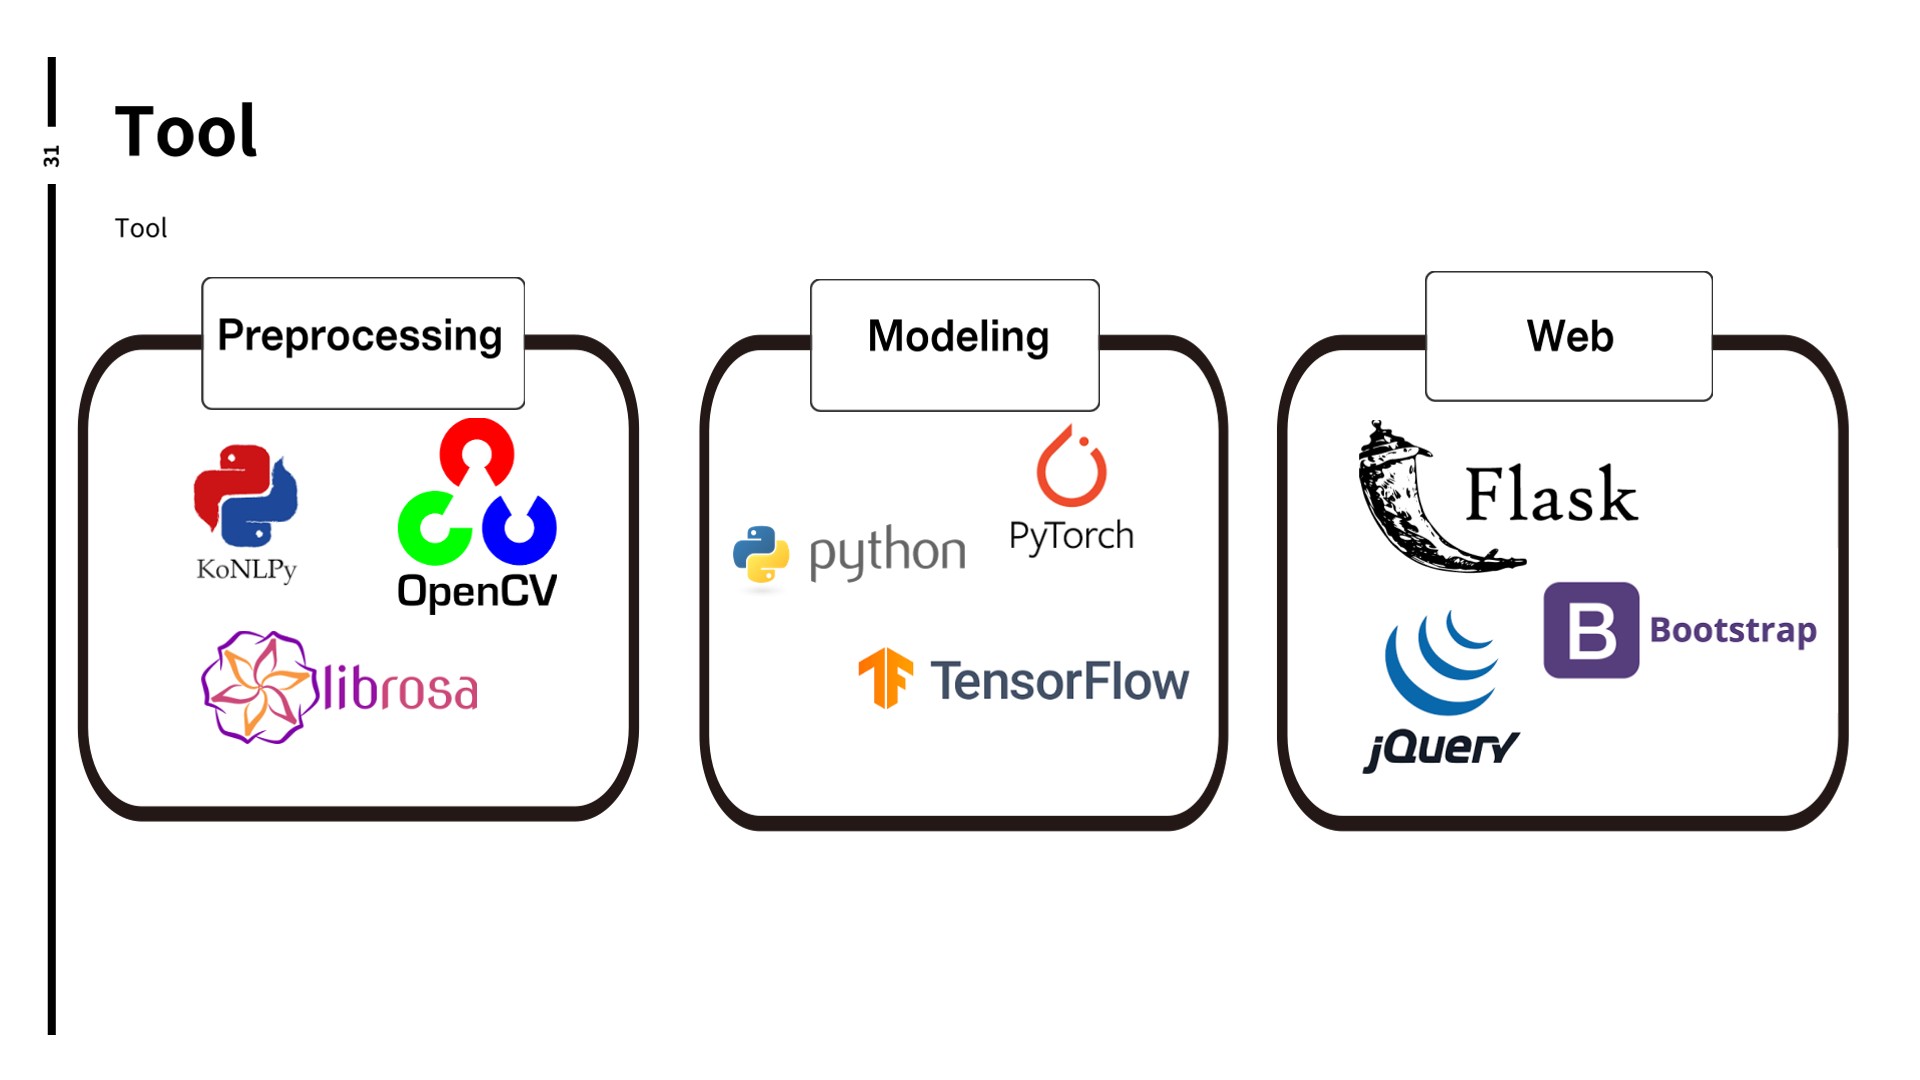 31
Tool
Tool
Preprocessing
KoNLPy
OpenCV
librosa
Modeling
python
PyTorch
TensorFlow
Web
Flask
B Bootstrap
jQuery